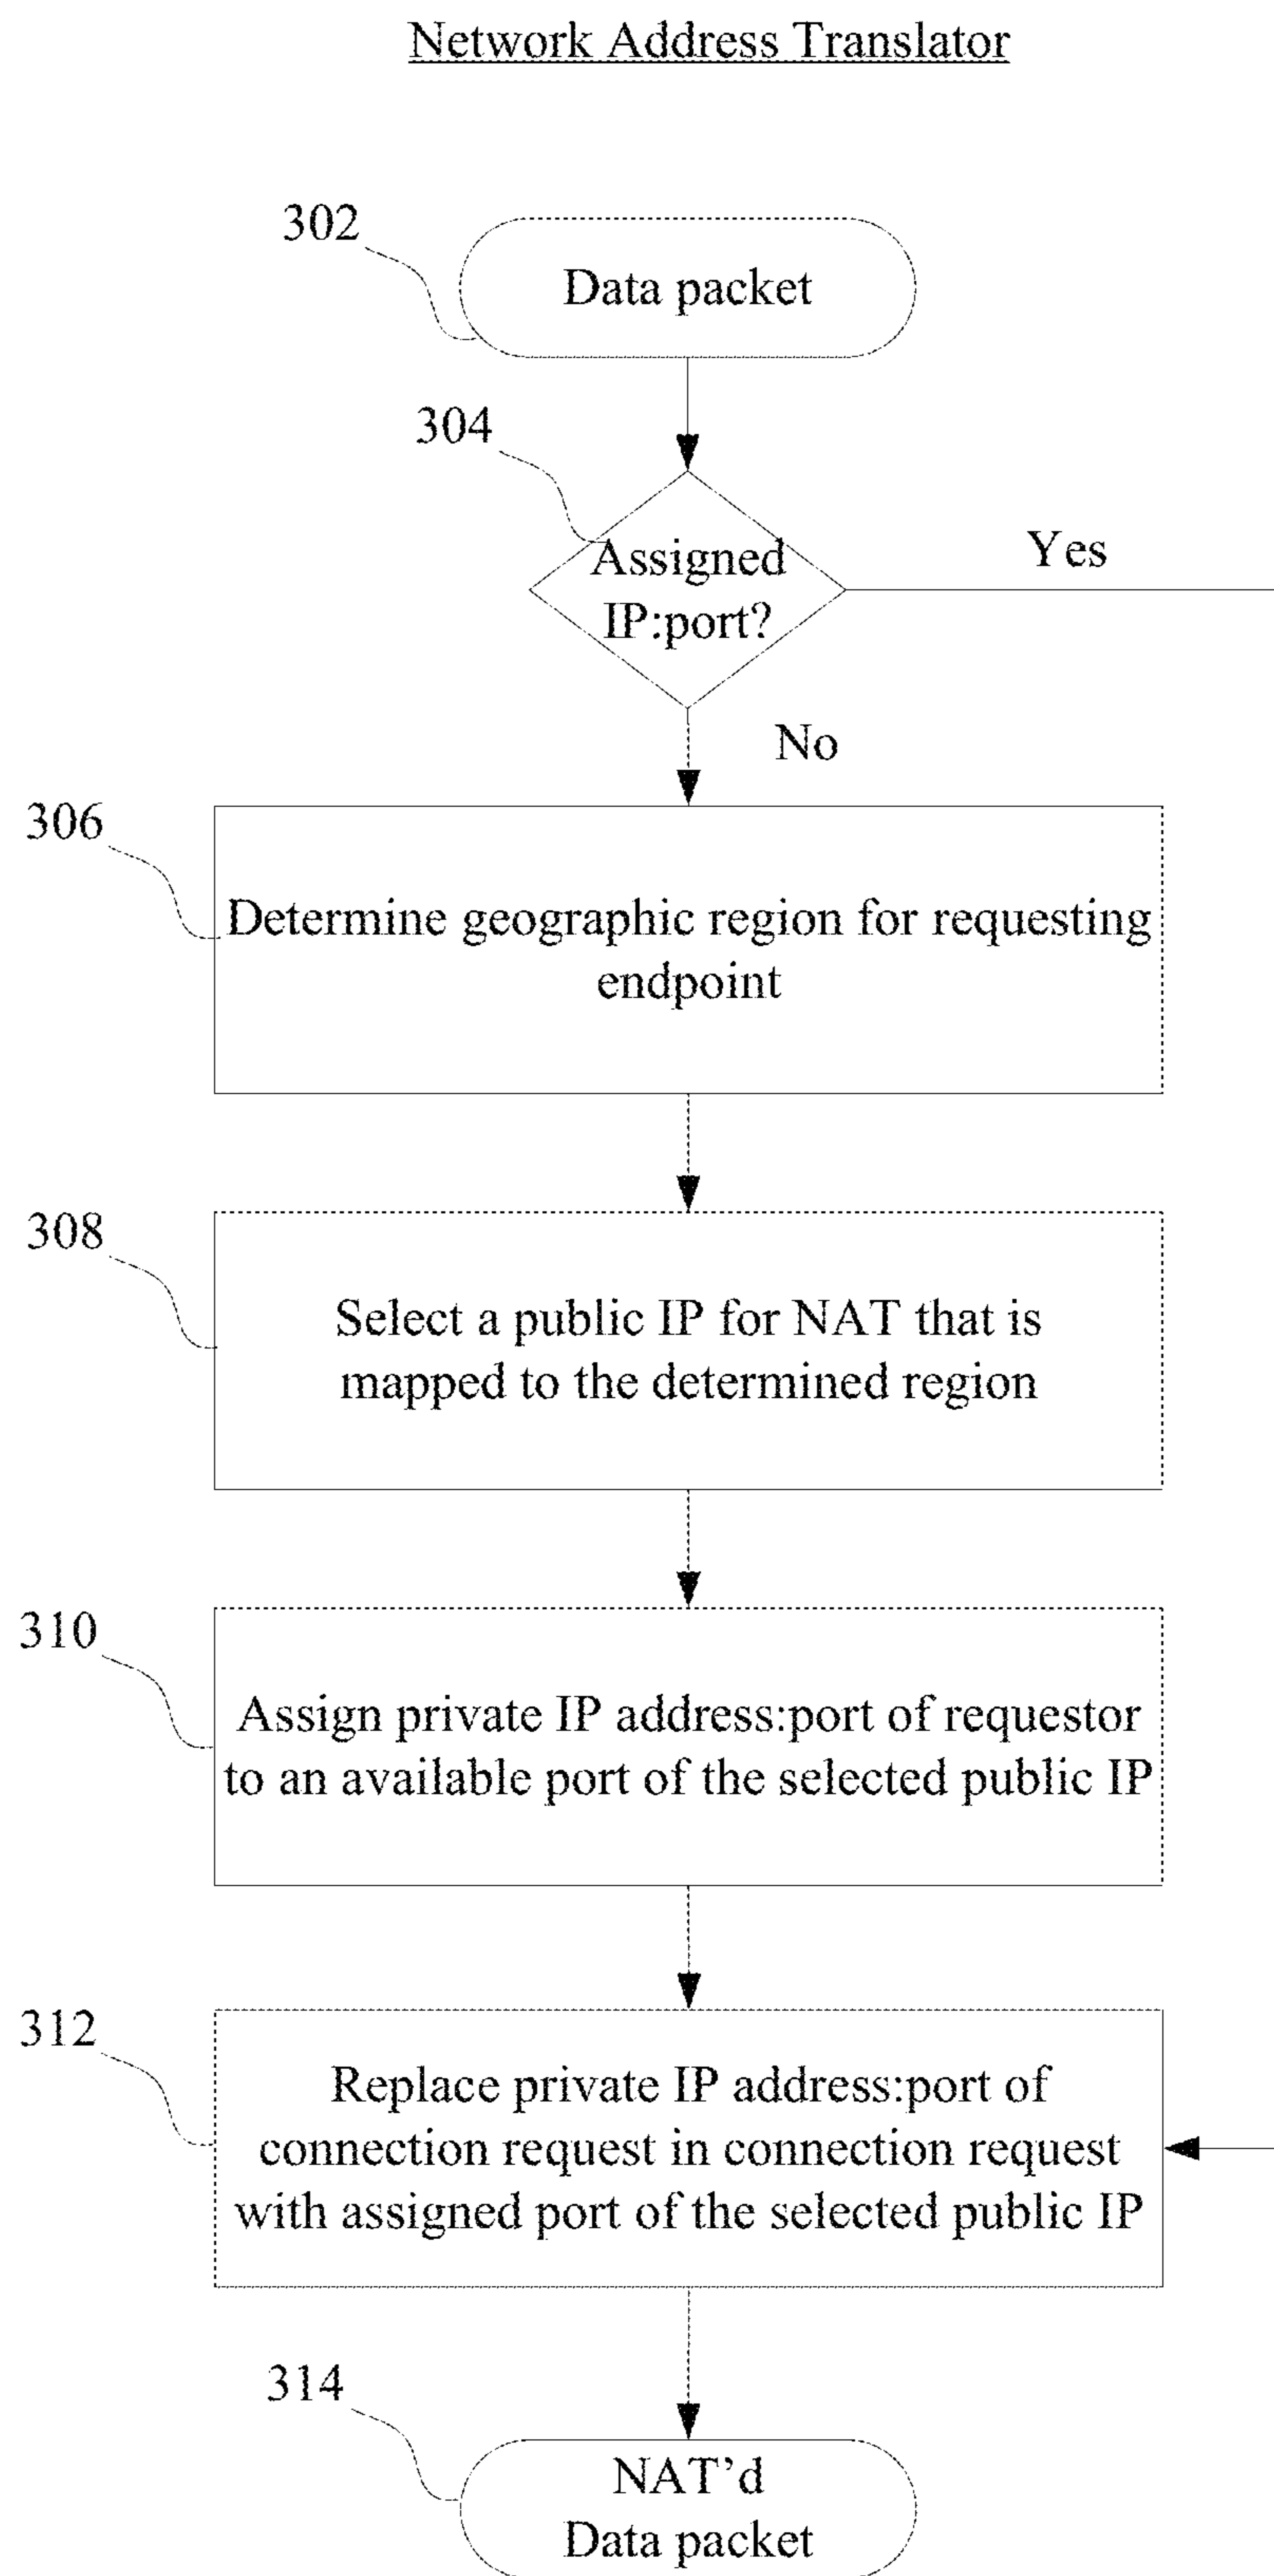 Network Address Translator
302
Data packet
304
Assigned
IP:port?
Yes
No
306
Determine geographic region for requesting
endpoint
308
Select a public IP for NAT that is
mapped to the determined region
310
Assign private IP address:port of requestor
to an available port of the selected public IP
312
Replace private IP address:port of
connection request in connection request
with assigned port of the selected public IP
314
NAT’d
Data packet